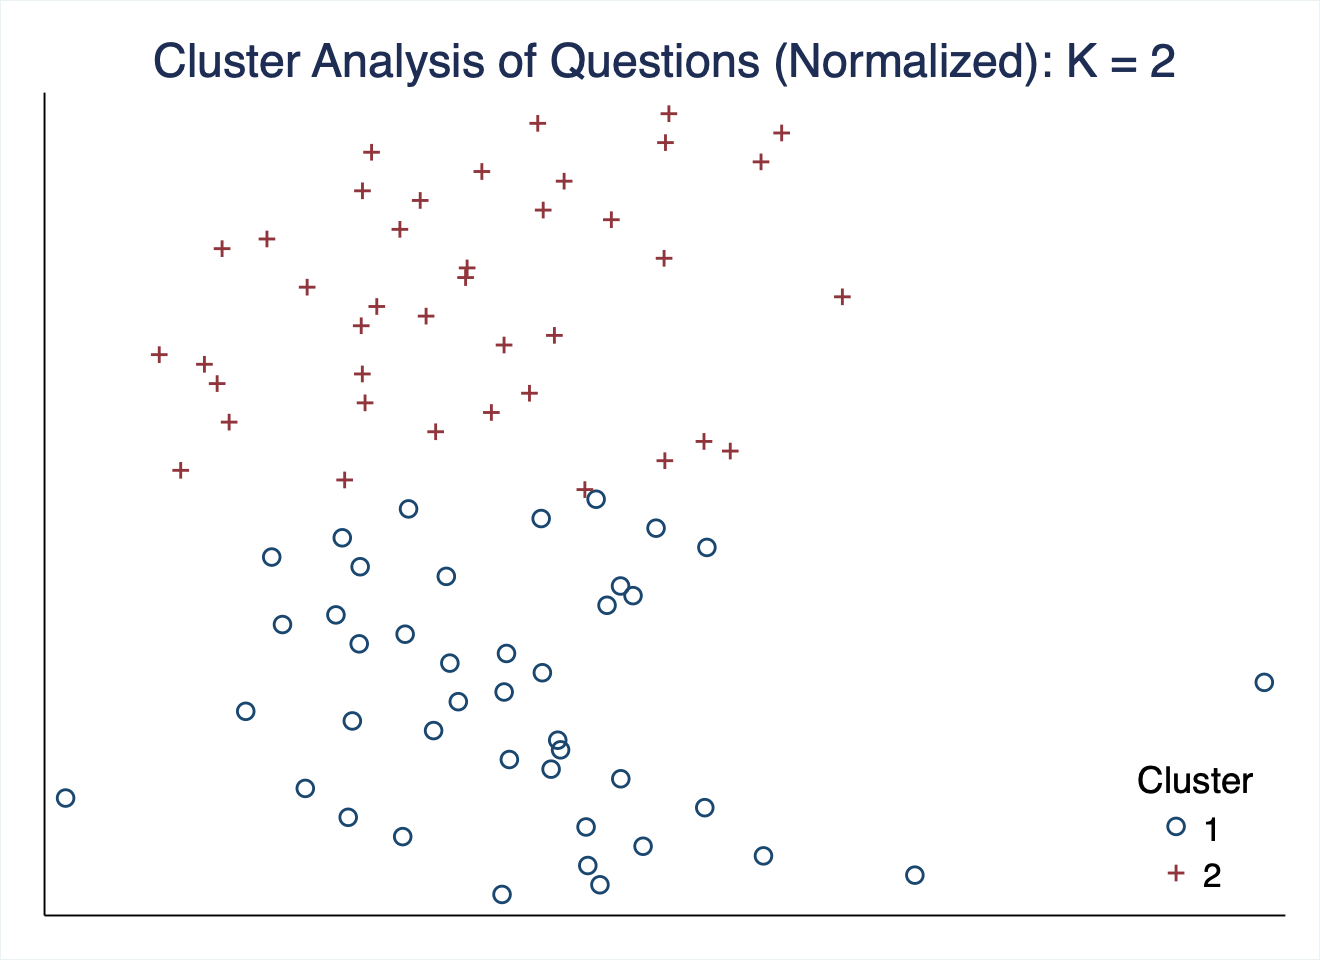 Cluster Analysis of Questions (Normalized): K = 2
Cluster
1
2